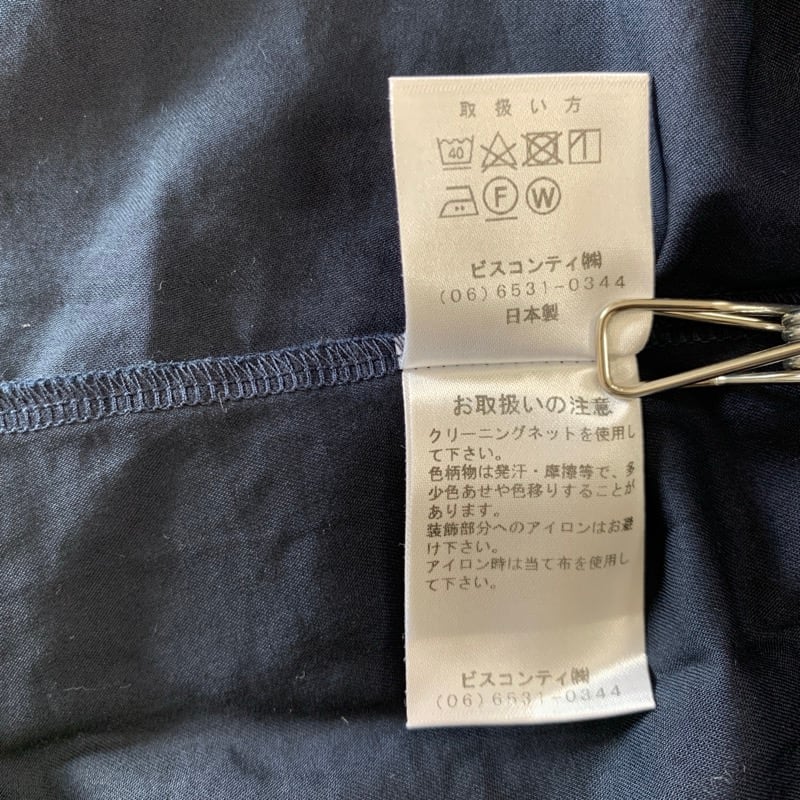 取扱い方
40
F W
ビスコンティ㈱
(06)6531-0344
日本製
お取扱いの注意
クリーニングネットを使用し
て下さい。
色柄物は発汗・摩擦等で、多
少色あせや色移りすることが
あります。
装飾部分へのアイロンはお避
け下さい。
アイロン時は当て布を使用し
て下さい。
ビスコンティ㈱
(06)6531-0344